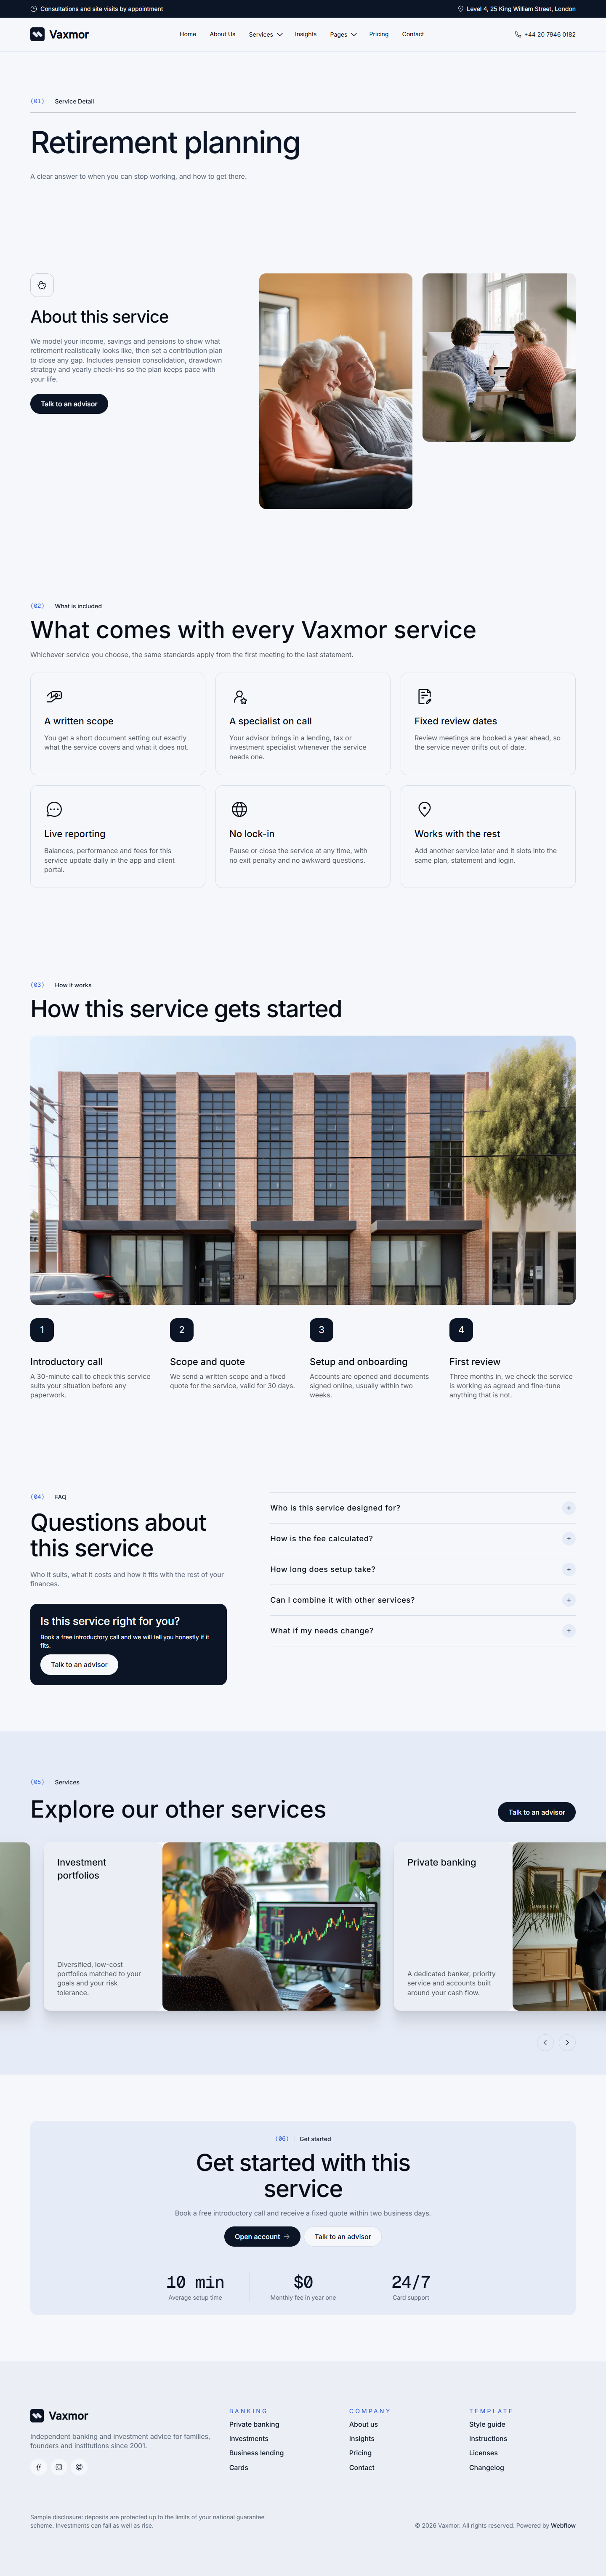 Consultations and site visits by appointment
Level 4, 25 King William Street, London
Vaxmor
Home
About Us
Services
Insights
Pages
Pricing
Contact
+44 20 7946 0182
(01)
Service Detail
Retirement planning
A clear answer to when you can stop working, and how to get there.
About this service
We model your income, savings and pensions to show what
retirement realistically looks like, then set a contribution plan
to close any gap. Includes pension consolidation, drawdown
strategy and yearly check-ins so the plan keeps pace with
your life.
Talk to an advisor
(02)
What is included
What comes with every Vaxmor service
Whichever service you choose, the same standards apply from the first meeting to the last statement.
A written scope
You get a short document setting out exactly
what the service covers and what it does not.
A specialist on call
Your advisor brings in a lending, tax or
investment specialist whenever the service
needs one.
Fixed review dates
Review meetings are booked a year ahead, so
the service never drifts out of date.
Live reporting
Balances, performance and fees for this
service update daily in the app and client
portal.
No lock-in
Pause or close the service at any time, with
no exit penalty and no awkward questions.
Works with the rest
Add another service later and it slots into the
same plan, statement and login.
(03)
How it works
How this service gets started
1
Introductory call
A 30-minute call to check this service
suits your situation before any
paperwork.
2
Scope and quote
We send a written scope and a fixed
quote for the service, valid for 30 days.
3
Setup and onboarding
Accounts are opened and documents
signed online, usually within two
weeks.
4
First review
Three months in, we check the service
is working as agreed and fine-tune
anything that is not.
(04)
FAQ
Questions about
this service
Who it suits, what it costs and how it fits with the rest of your
finances.
Is this service right for you?
Book a free introductory call and we will tell you honestly if it
fits.
Talk to an advisor
Who is this service designed for?
How is the fee calculated?
How long does setup take?
Can I combine it with other services?
What if my needs change?
(05)
Services
Explore our other services
Talk to an advisor
Investment
portfolios
Diversified, low-cost
portfolios matched to your
goals and your risk
tolerance.
Private banking
A dedicated banker, priority
service and accounts built
around your cash flow.
(06)
Get started
Get started with this
service
Book a free introductory call and receive a fixed quote within two business days.
Open account
Talk to an advisor
10 min
Average setup time
$0
Monthly fee in year one
24/7
Card support
Vaxmor
Independent banking and investment advice for families,
founders and institutions since 2001.
BANKING
Private banking
Investments
Business lending
Cards
COMPANY
About us
Insights
Pricing
Contact
TEMPLATE
Style guide
Instructions
Licenses
Changelog
Sample disclosure: deposits are protected up to the limits of your national guarantee
scheme. Investments can fall as well as rise.
© 2026 Vaxmor. All rights reserved. Powered by Webflow